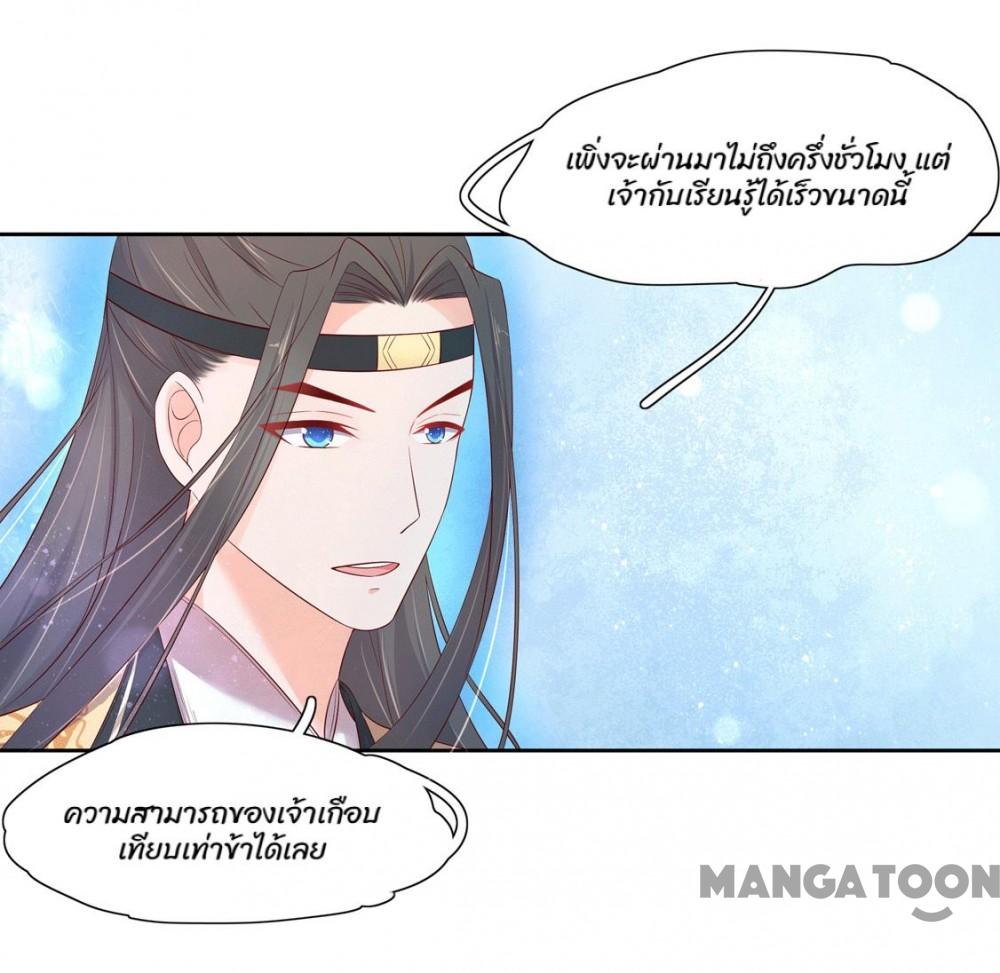 เพิ่งจะผ่านมาไม่ถึงครึ่งชั่วโมง แต่
เจ้ากับเรียนรู้ได้เร็วขนาดนี้
ความสามารถของเจ้าเกือบ
เทียบเท่าข้าได้เลย
MANGATOON